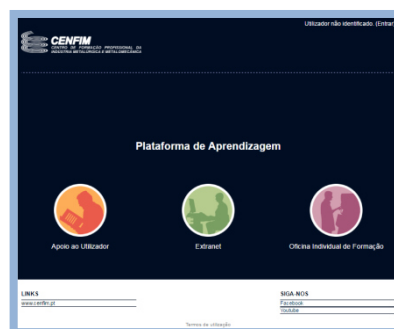 Utilizador não identificado. (Entrar
CENFIM
CENTRO DE FORMAÇÃO PROFISSIONAL DA
INDÚSTRIA METALÚRGICA E METALOMECÂNICA
Plataforma de Aprendizagem
Apoio ao Utilizador
Extranet
Oficina Individual de Formação
LINKS
www.cenfim.pt
SIGA-NOS
Facebook
Youtube
Termos de utilização